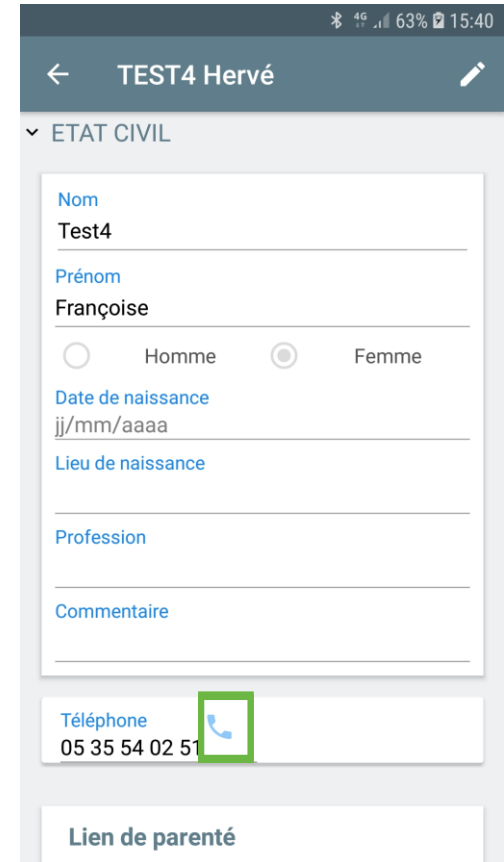 4G 63% 15:40
TEST4 Hervé
ETAT CIVIL
Nom
Test4
Prénom
Françoise
Homme Femme
Date de naissance
jj/mm/aaaa
Lieu de naissance
Profession
Commentaire
Téléphone
05 35 54 02 51
Lien de parenté